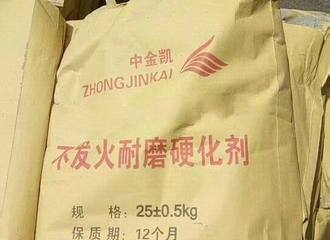 中金凯
ZHONGJINKAI
不发火耐磨硬化剂
规 格: 25±0.5kg
保质期: 12个月